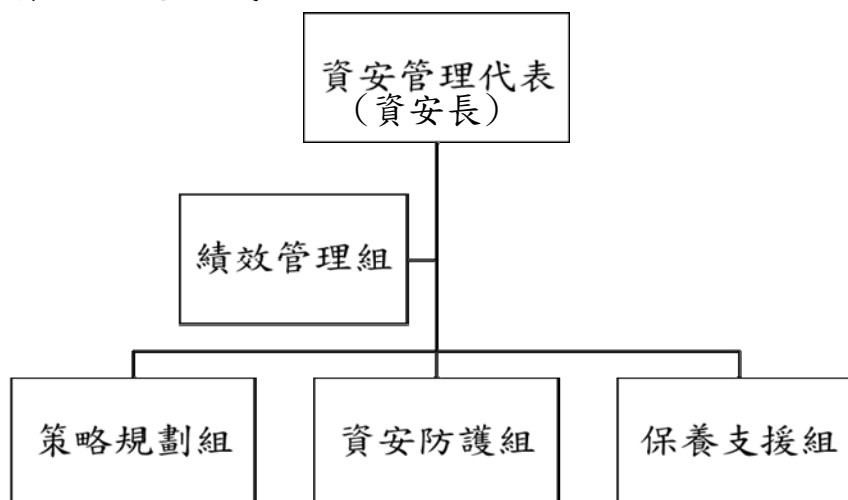 資安管理代表
（資安長）
績效管理組
策略規劃組
資安防護組
保養支援組